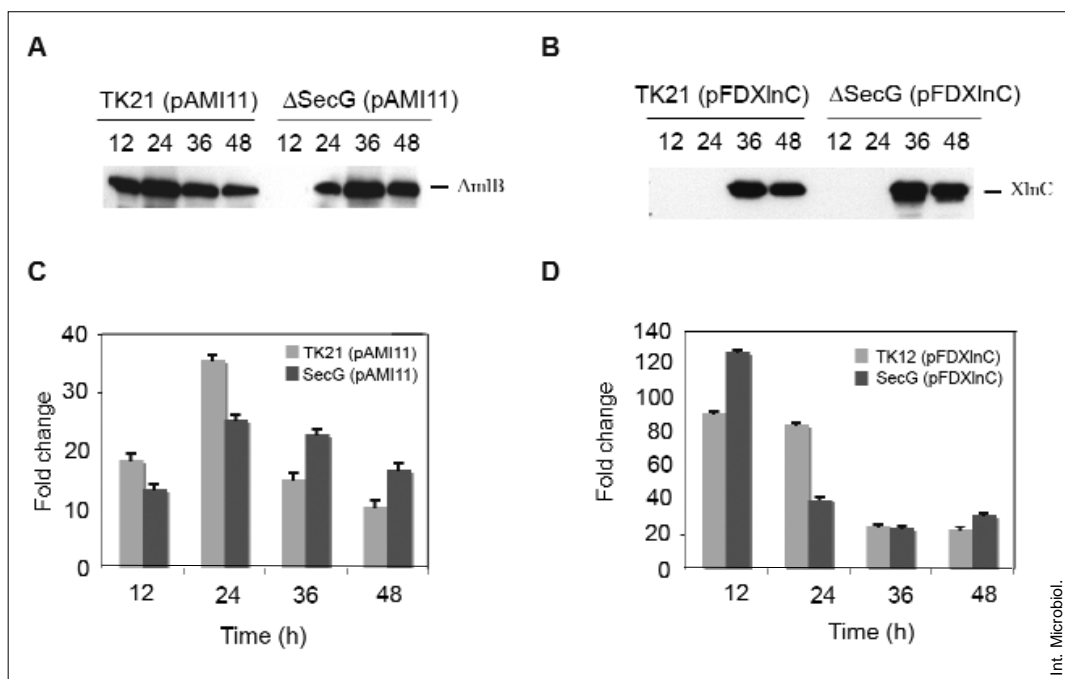 A
TK21 (pAMI11) ΔSecG (pAMI11)
12 24 36 48 12 24 36 48
AmlB
B
TK21 (pFDXlnC) ΔSecG (pFDXlnC)
12 24 36 48 12 24 36 48
XlnC
C
40
30
20
10
0
Fold change
TK21 (pAMI11)
SecG (pAMI11)
12 24 36 48
Time (h)
D
140
120
100
80
60
40
20
0
Fold change
TK12 (pFDXlnC)
SecG (pFDXlnC)
12 24 36 48
Time (h)
Int. Microbiol.